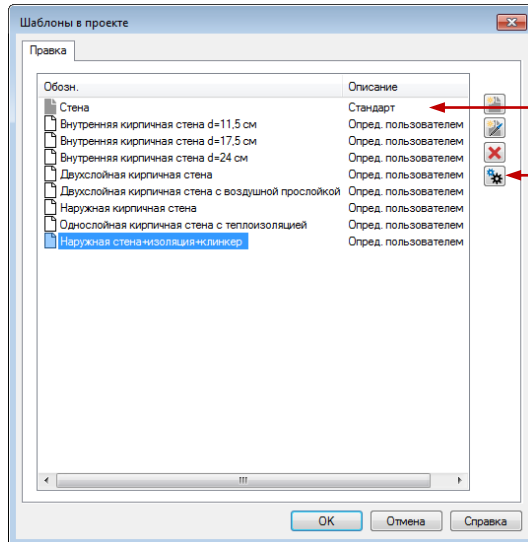 Шаблоны в проекте
Правка
Обозн. Описание
Стена Стандарт
Внутренняя кирпичная стена d=11,5 см Опред. пользователем
Внутренняя кирпичная стена d=17,5 см Опред. пользователем
Внутренняя кирпичная стена d=24 см Опред. пользователем
Двухслойная кирпичная стена Опред. пользователем
Двухслойная кирпичная стена с воздушной прослойкой Опред. пользователем
Наружная кирпичная стена Опред. пользователем
Однослойная кирпичная стена с теплоизоляцией Опред. пользователем
Наружная стена+изоляция+клинкер Опред. пользователем
OK Отмена Справка